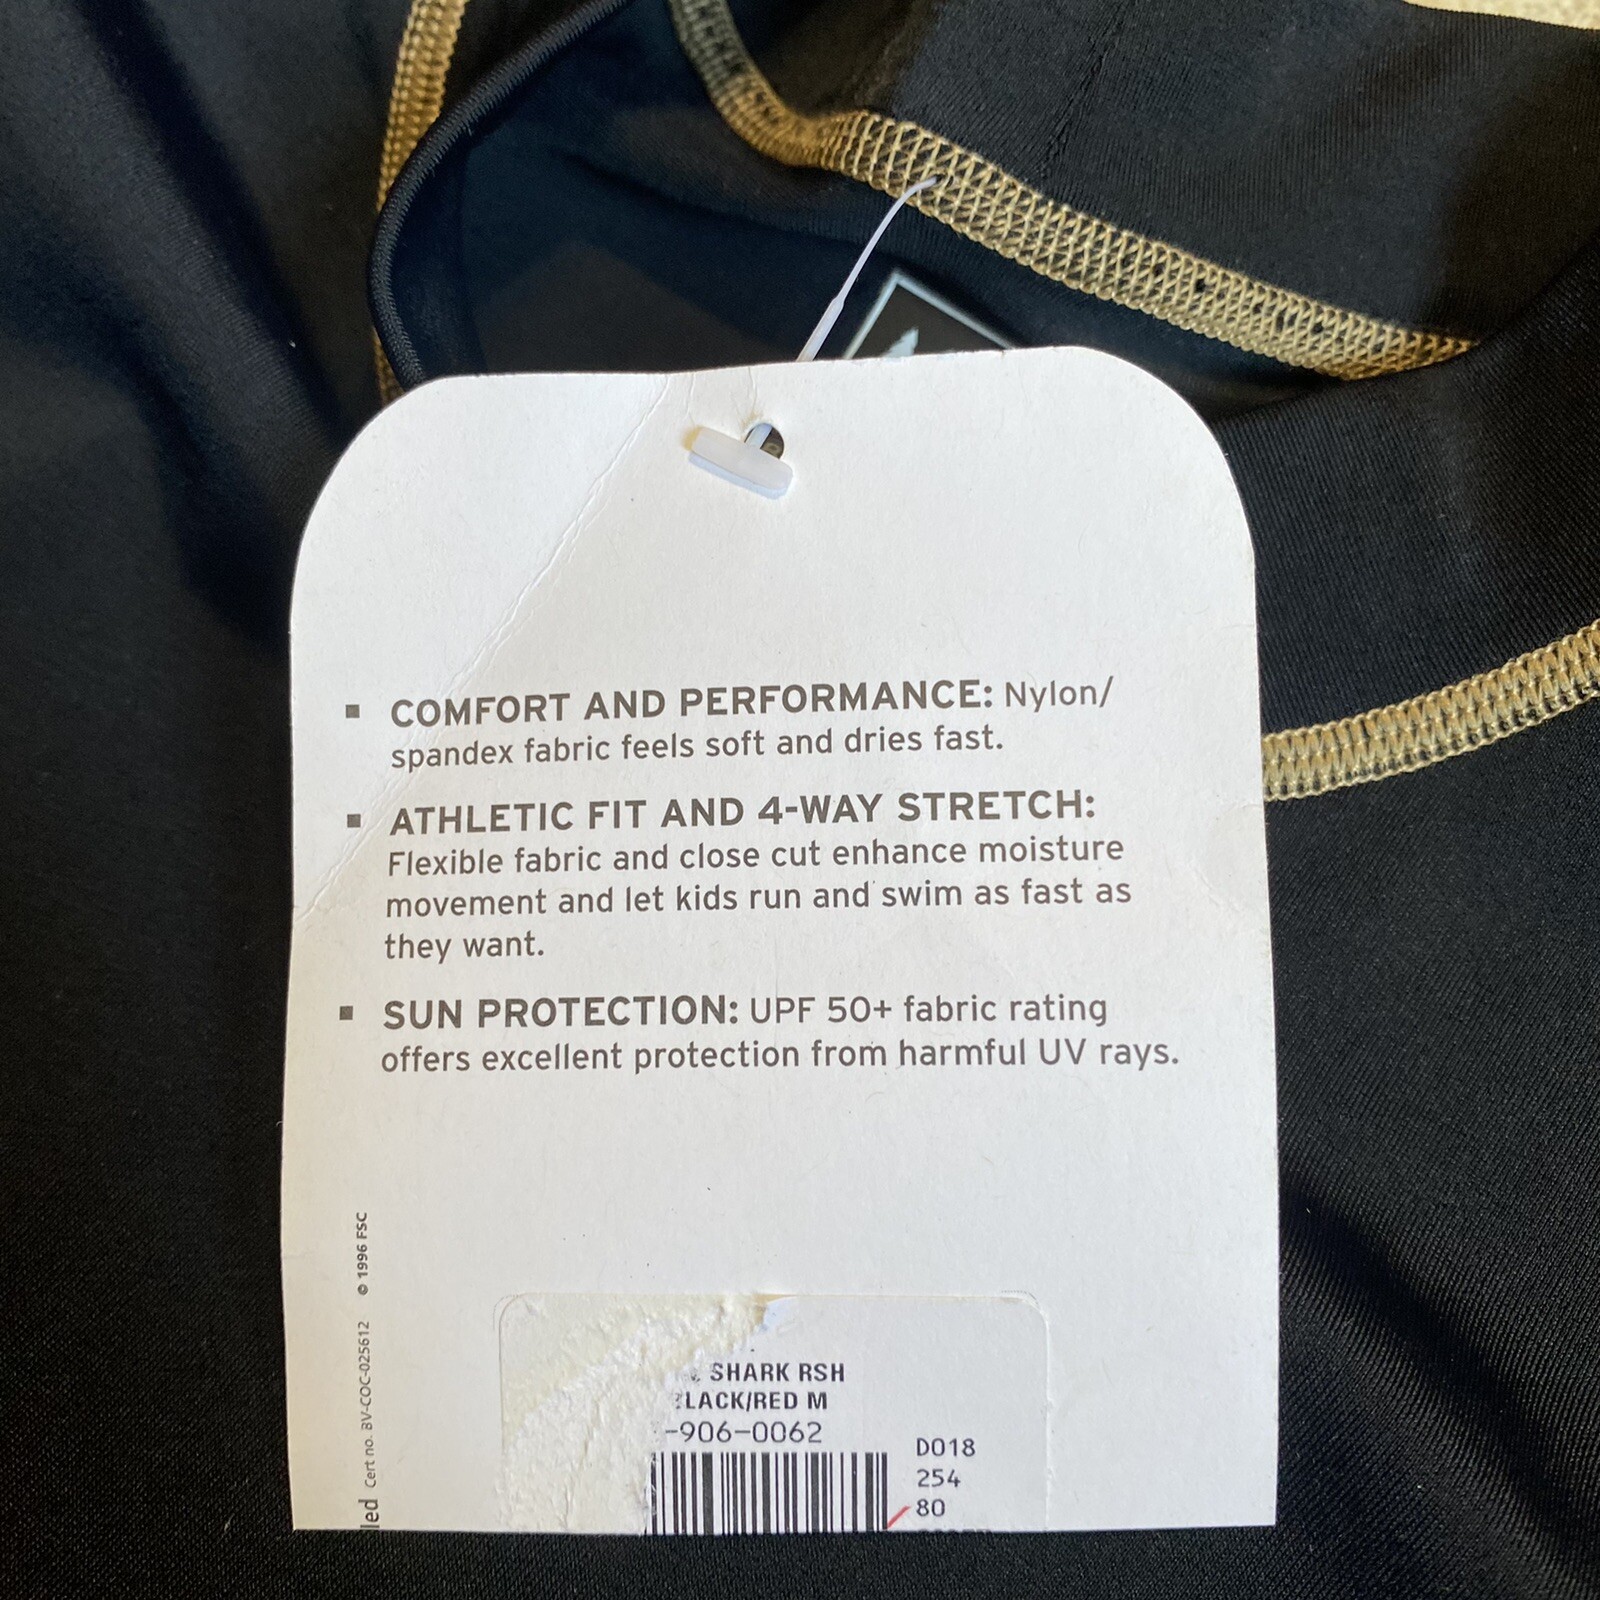 ▪ COMFORT AND PERFORMANCE: Nylon/
spandex fabric feels soft and dries fast.
▪ ATHLETIC FIT AND 4-WAY STRETCH:
Flexible fabric and close cut enhance moisture
movement and let kids run and swim as fast as
they want.
▪ SUN PROTECTION: UPF 50+ fabric rating
offers excellent protection from harmful UV rays.
led Cert no. BV-COC-025612 © 1996 FSC
SHARK RSH
LACK/RED M
-906-0062
D018
254
80